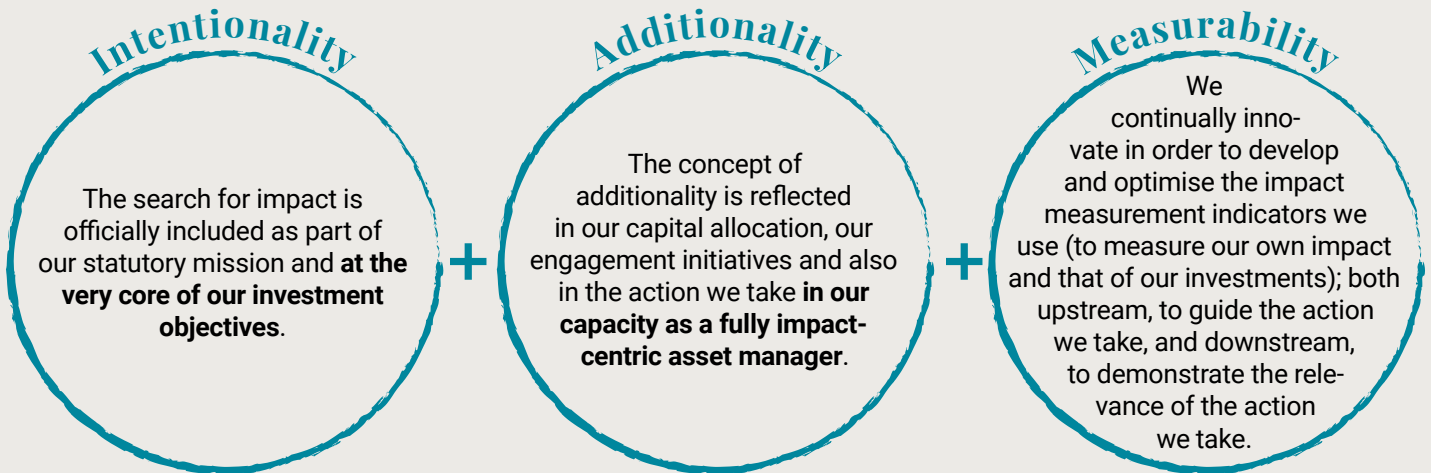 Intentionality
The search for impact is
officially included as part of
our statutory mission and at the
very core of our investment
objectives.
+
Additionality
The concept of
additionality is reflected
in our capital allocation, our
engagement initiatives and also
in the action we take in our
capacity as a fully impact-
centric asset manager.
+
Measurability
We
continually inno-
vate in order to develop
and optimise the impact
measurement indicators we
use (to measure our own impact
and that of our investments); both
upstream, to guide the action
we take, and downstream,
to demonstrate the rele-
vance of the action
we take.